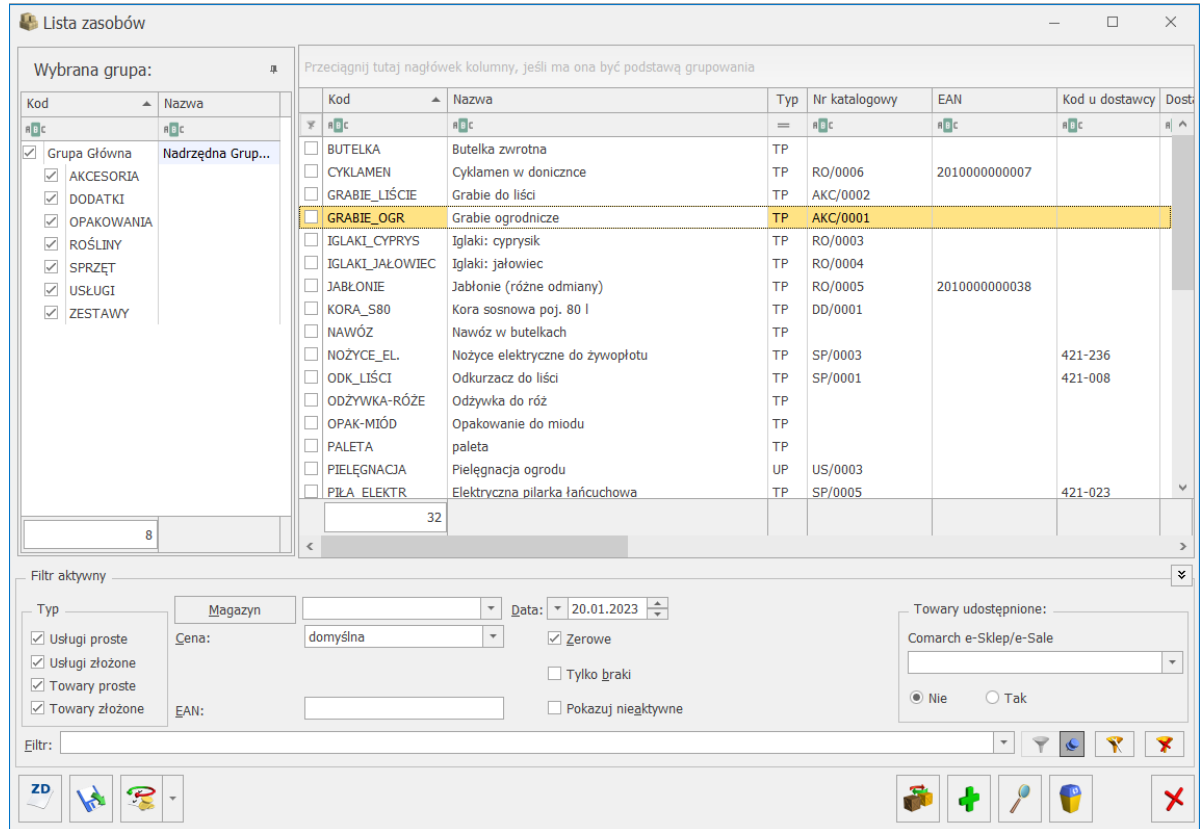 Lista zasobów
Wybrana grupa:
Kod Nazwa
Grupa Główna Nadrzędna Grup...
AKCESORIA
DODATKI
OPAKOWANIA
ROŚLINY
SPRZĘT
USŁUGI
ZESTAWY
8
Przeciągnij tutaj nagłówek kolumny, jeśli ma ona być podstawą grupowania
Kod Nazwa Typ Nr katalogowy EAN Kod u dostawcy Dosta
BUTELKA Butelka zwrotna TP
CYKLAMEN Cyklamen w donicznce TP RO/0006 2010000000007
GRABIE_LIŚCIE Grabie do liści TP AKC/0002
GRABIE_OGR Grabie ogrodnicze TP AKC/0001
IGLAKI_CYPRYS Iglaki: cyprysik TP RO/0003
IGLAKI_JAŁOWIEC Iglaki: jałowiec TP RO/0004
JABŁONIE Jabłonie (różne odmiany) TP RO/0005 2010000000038
KORA_S80 Kora sosnowa poj. 80 l TP DD/0001
NAWÓZ Nawóz w butelkach TP
NOŻYCE_EL. Nożyce elektryczne do żywopłotu TP SP/0003 421-236
ODK_LIŚCI Odkurzacz do liści TP SP/0001 421-008
ODŻYWKA-RÓŻE Odżywka do róż TP
OPAK-MIÓD Opakowanie do miodu TP
PALETA paleta TP
PIELĘGNACJA Pielęgnacja ogrodu UP US/0003
PIŁA_ELEKTR Elektryczna pilarka łańcuchowa TP SP/0005 421-023
32
Filtr aktywny
Typ
Usługi proste
Usługi złożone
Towary proste
Towary złożone
Magazyn Data: 20.01.2023
Cena: domyślna Zerowe
Tylko braki
EAN: Pokazuj nieaktywne
Towary udostępnione:
Comarch e-Sklep/e-Sale
Nie Tak
Filtr:
ZD